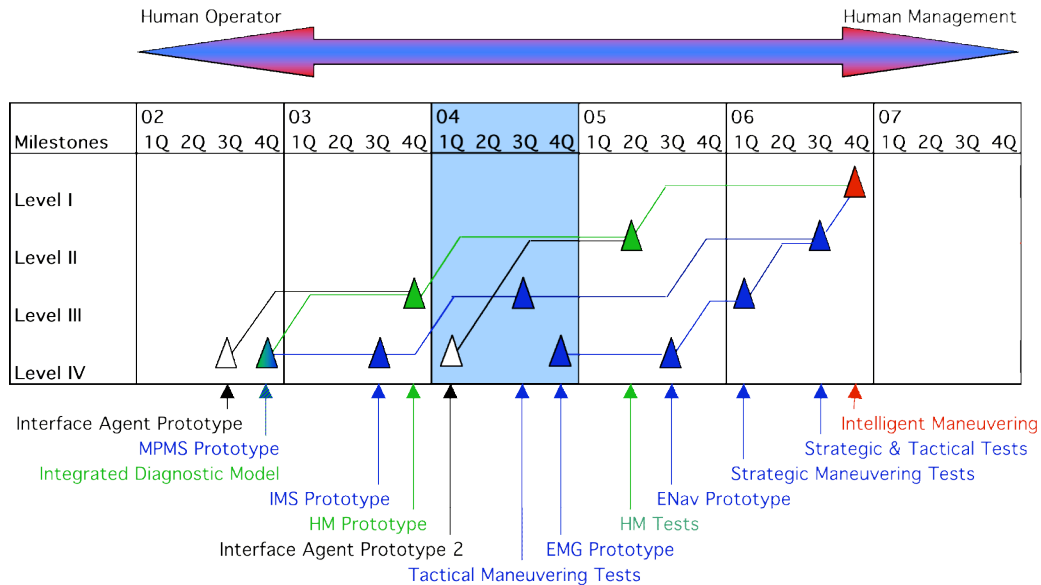 Human Operator Human Management
02 03 04 05 06 07
Milestones 1Q 2Q 3Q 4Q 1Q 2Q 3Q 4Q 1Q 2Q 3Q 4Q 1Q 2Q 3Q 4Q 1Q 2Q 3Q 4Q 1Q 2Q 3Q 4Q
Level I
Level II
Level III
Level IV
Interface Agent Prototype Intelligent Maneuvering
MPMS Prototype Strategic & Tactical Tests
Integrated Diagnostic Model Strategic Maneuvering Tests
IMS Prototype ENav Prototype
HM Prototype HM Tests
Interface Agent Prototype 2 EMG Prototype
Tactical Maneuvering Tests